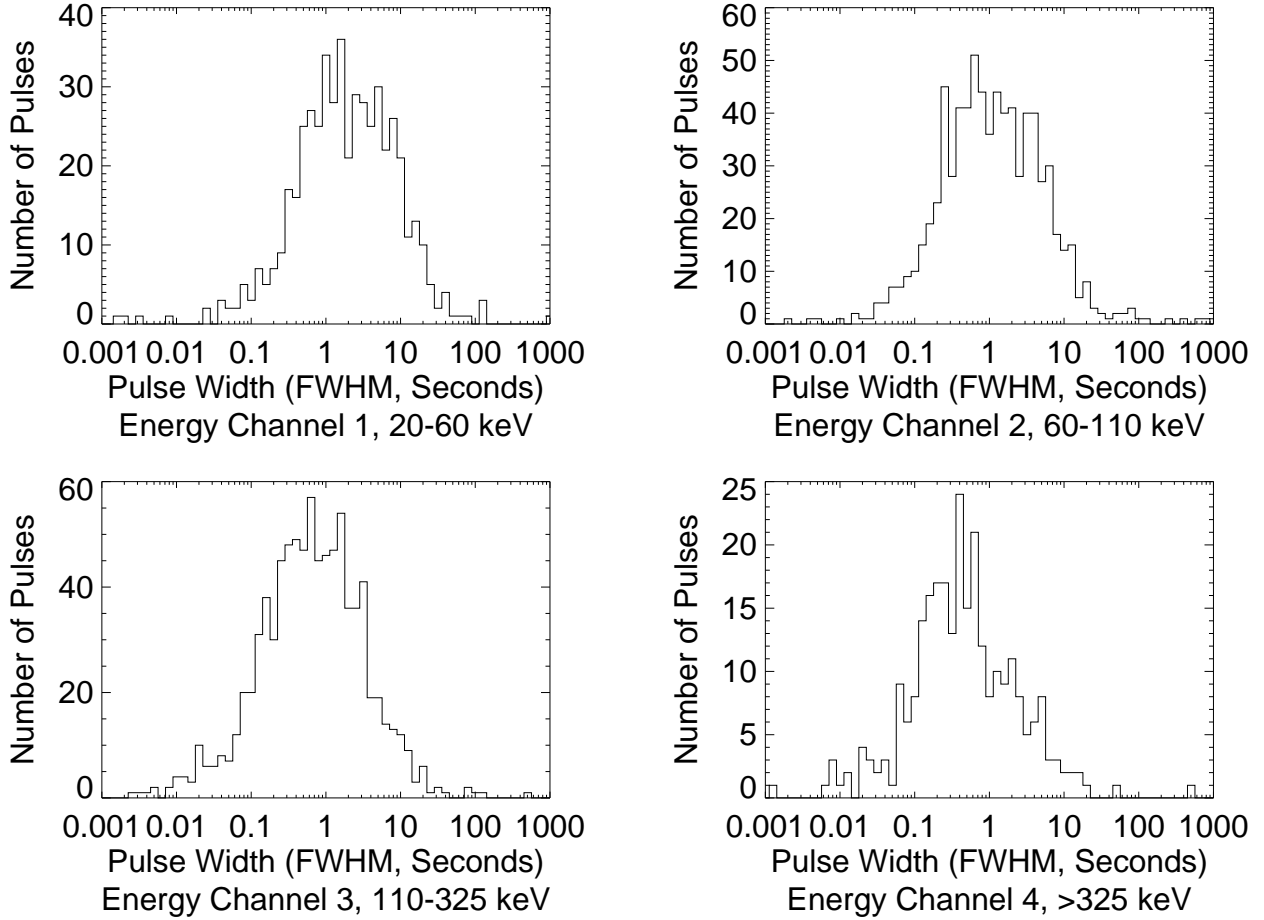 40
30
20
10
0
Number of Pulses
0.001 0.01 0.1 1 10 100 1000
Pulse Width (FWHM, Seconds)
Energy Channel 1, 20-60 keV
60
50
40
30
20
10
0
Number of Pulses
0.001 0.01 0.1 1 10 100 1000
Pulse Width (FWHM, Seconds)
Energy Channel 2, 60-110 keV
60
40
20
0
Number of Pulses
0.001 0.01 0.1 1 10 100 1000
Pulse Width (FWHM, Seconds)
Energy Channel 3, 110-325 keV
25
20
15
10
5
0
Number of Pulses
0.001 0.01 0.1 1 10 100 1000
Pulse Width (FWHM, Seconds)
Energy Channel 4, >325 keV